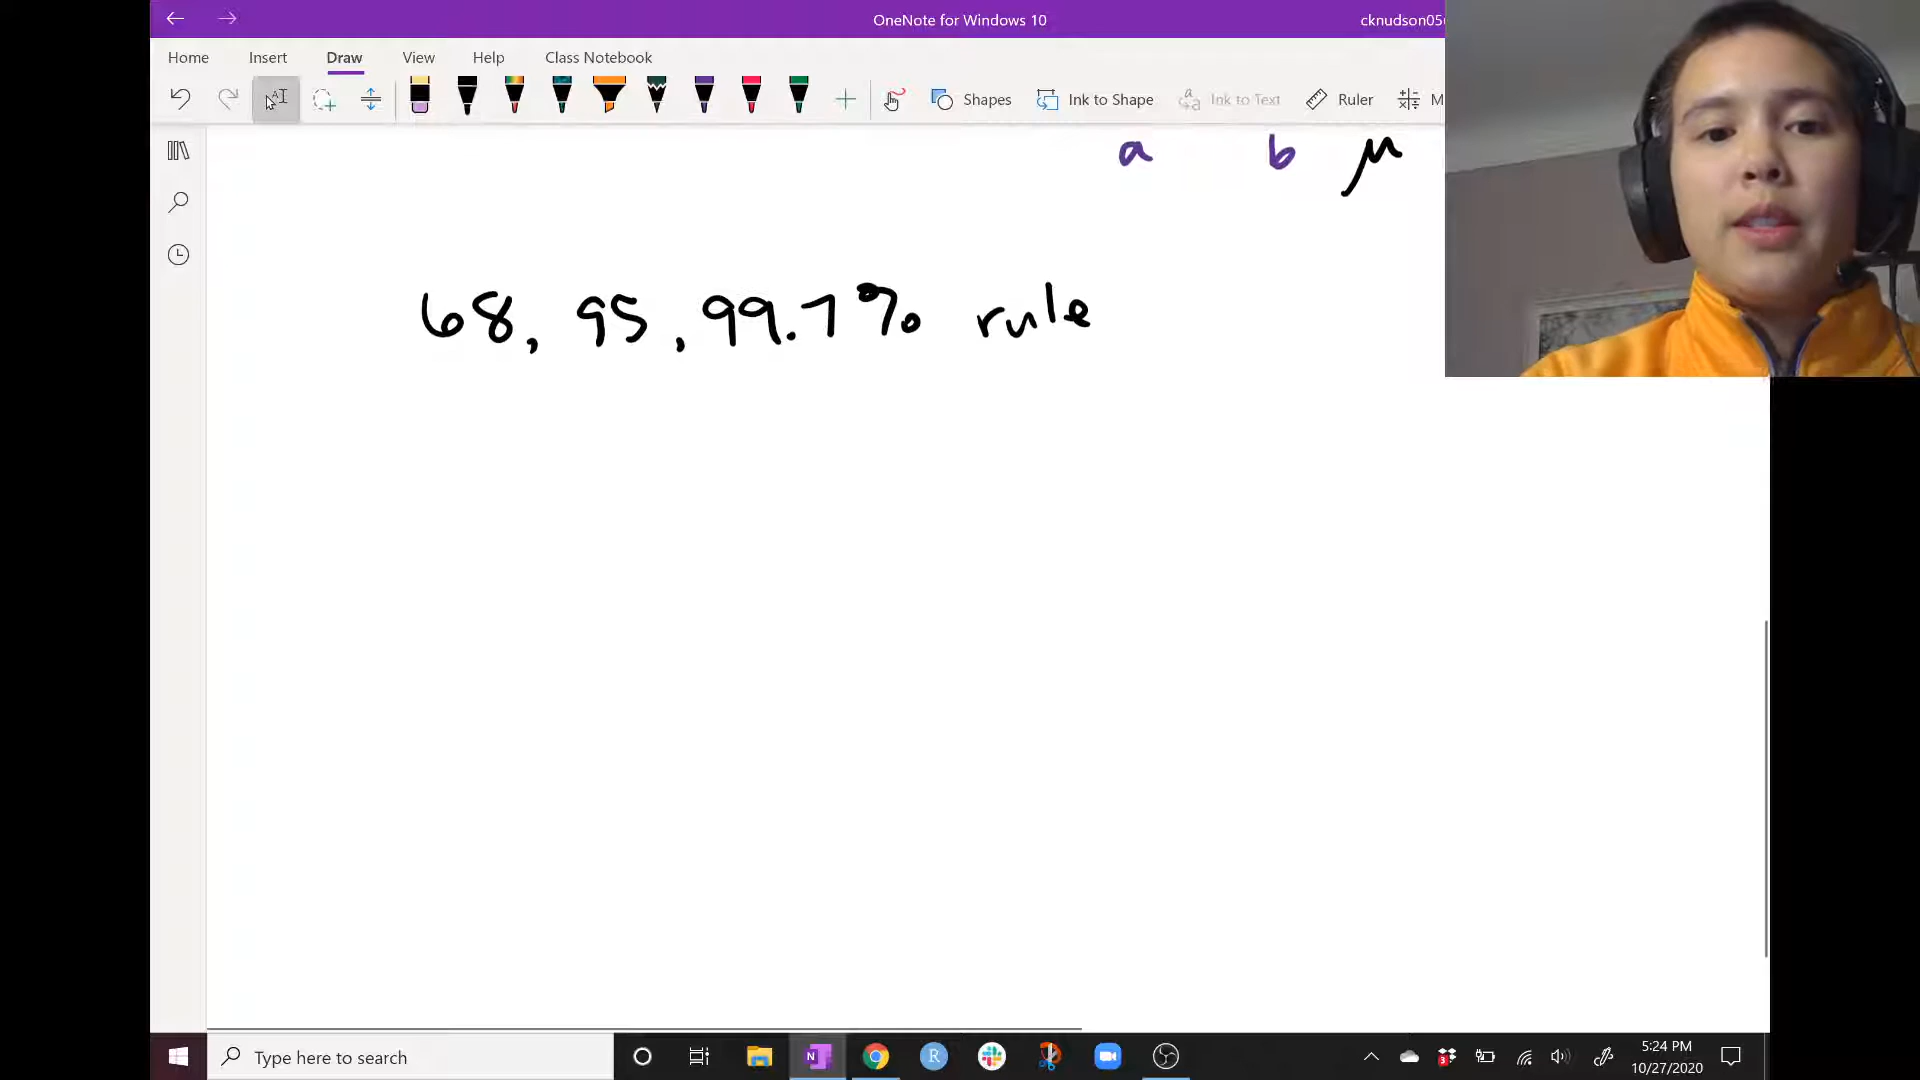 OneNote for Windows 10
Home Insert Draw View Help Class Notebook
Shapes Ink to Shape Ink to Text Ruler
a b μ
68, 95, 99.7% rule
Type here to search
5:24 PM
10/27/2020